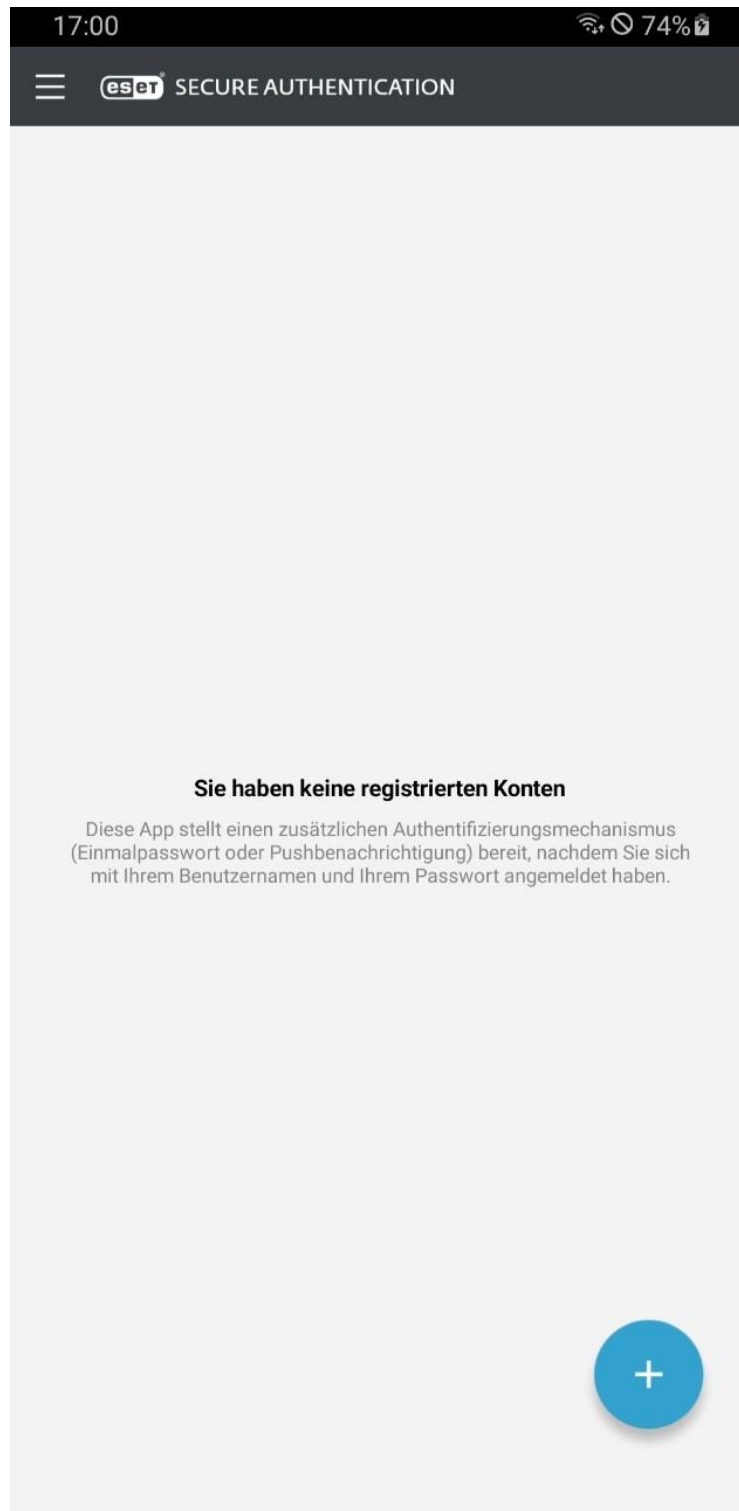 17:00 74%
eset SECURE AUTHENTICATION
Sie haben keine registrierten Konten
Diese App stellt einen zusätzlichen Authentifizierungsmechanismus
(Einmalpasswort oder Pushbenachrichtigung) bereit, nachdem Sie sich
mit Ihrem Benutzernamen und Ihrem Passwort angemeldet haben.
+